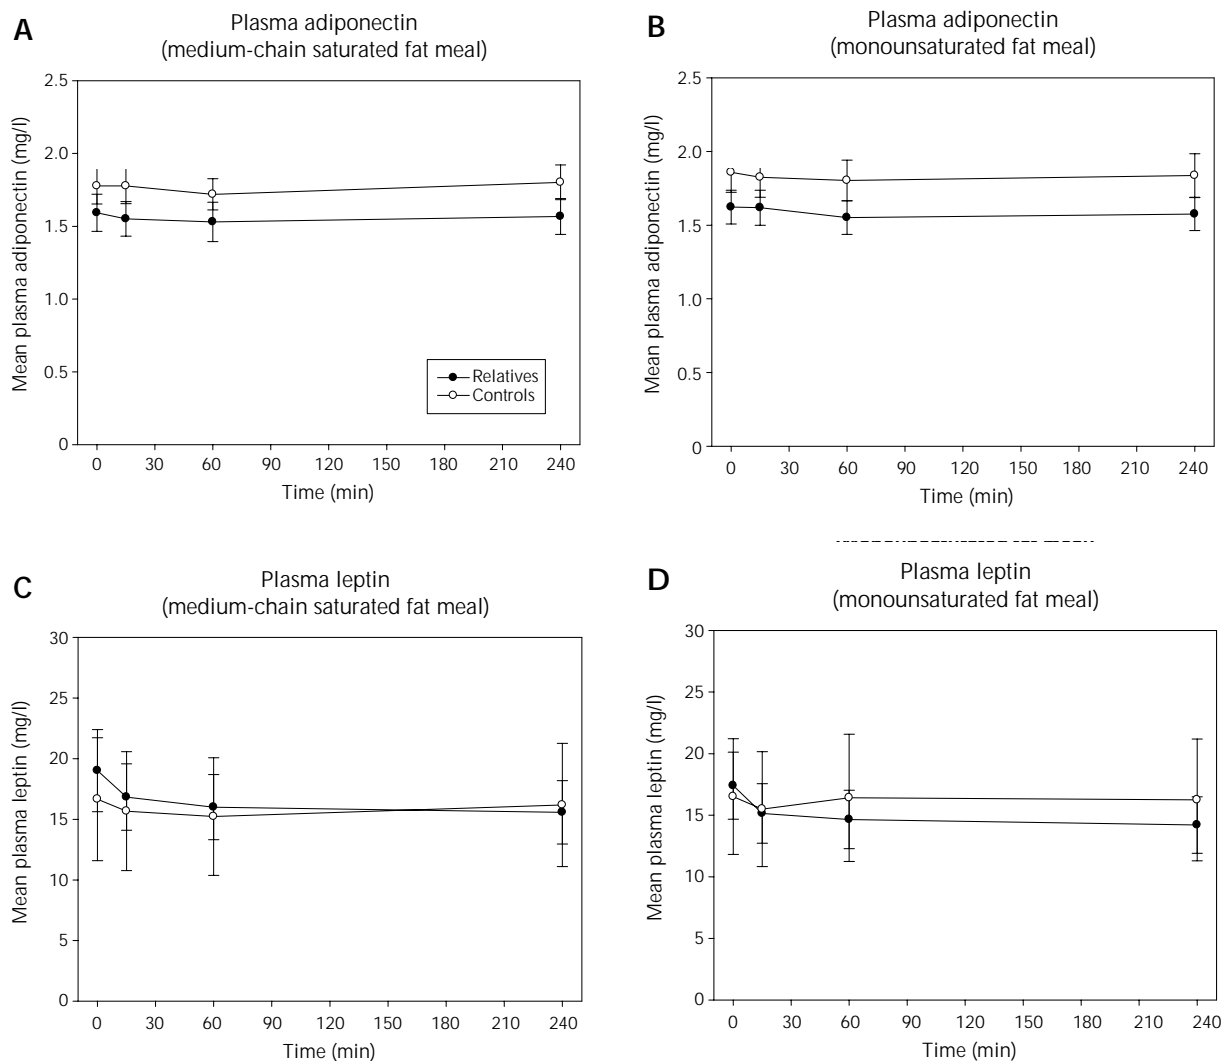 A
Plasma adiponectin
(medium-chain saturated fat meal)
Mean plasma adiponectin (mg/l)
2.5
2.0
1.5
1.0
0.5
0
Relatives
Controls
0 30 60 90 120 150 180 210 240
Time (min)
B
Plasma adiponectin
(monounsaturated fat meal)
Mean plasma adiponectin (mg/l)
2.5
2.0
1.5
1.0
0.5
0
0 30 60 90 120 150 180 210 240
Time (min)
C
Plasma leptin
(medium-chain saturated fat meal)
Mean plasma leptin (mg/l)
30
25
20
15
10
5
0
0 30 60 90 120 150 180 210 240
Time (min)
D
Plasma leptin
(monounsaturated fat meal)
Mean plasma leptin (mg/l)
30
25
20
15
10
5
0
0 30 60 90 120 150 180 210 240
Time (min)